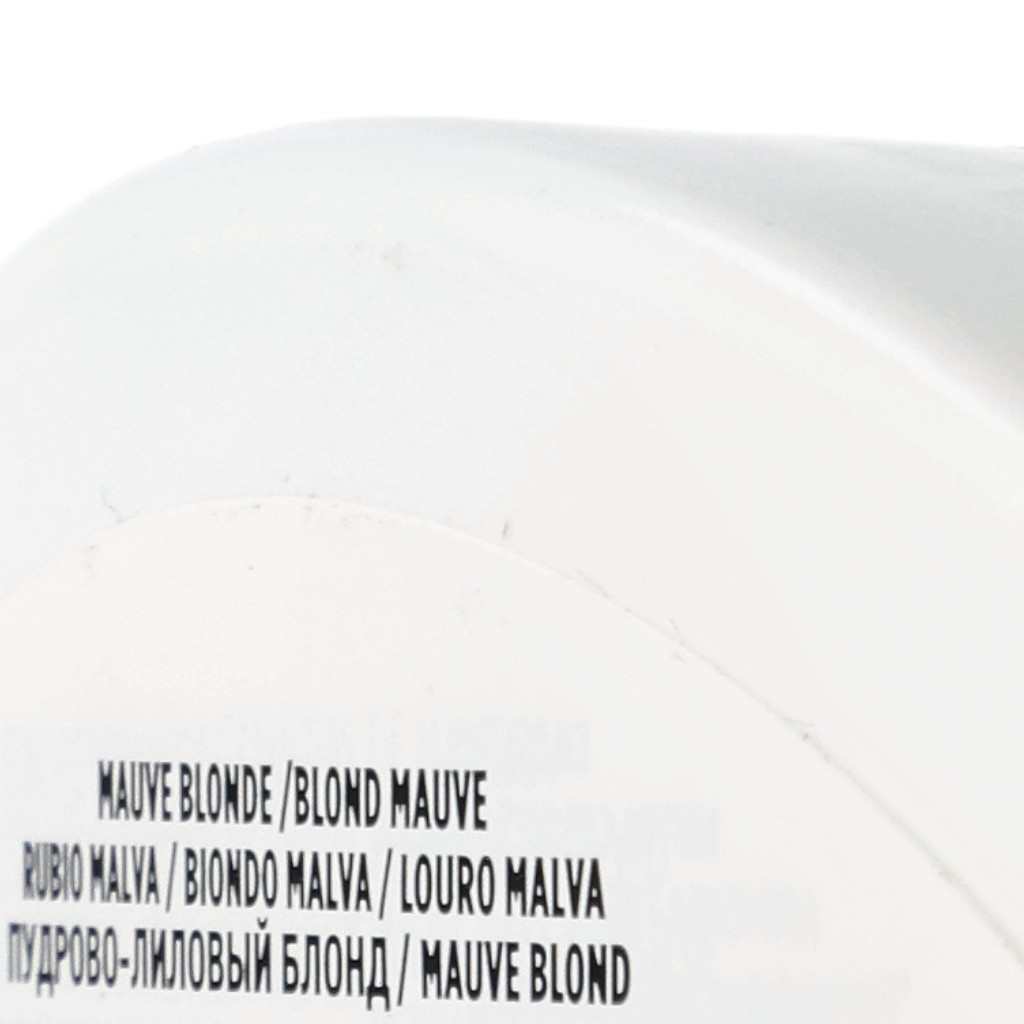 MAUVE BLONDE /BLOND MAUVE
RUBIO MALVA / BIONDO MALVA / LOURO MALVA
ПУДРОВО-ЛИЛОВЫЙ БЛОНД / MAUVE BLOND